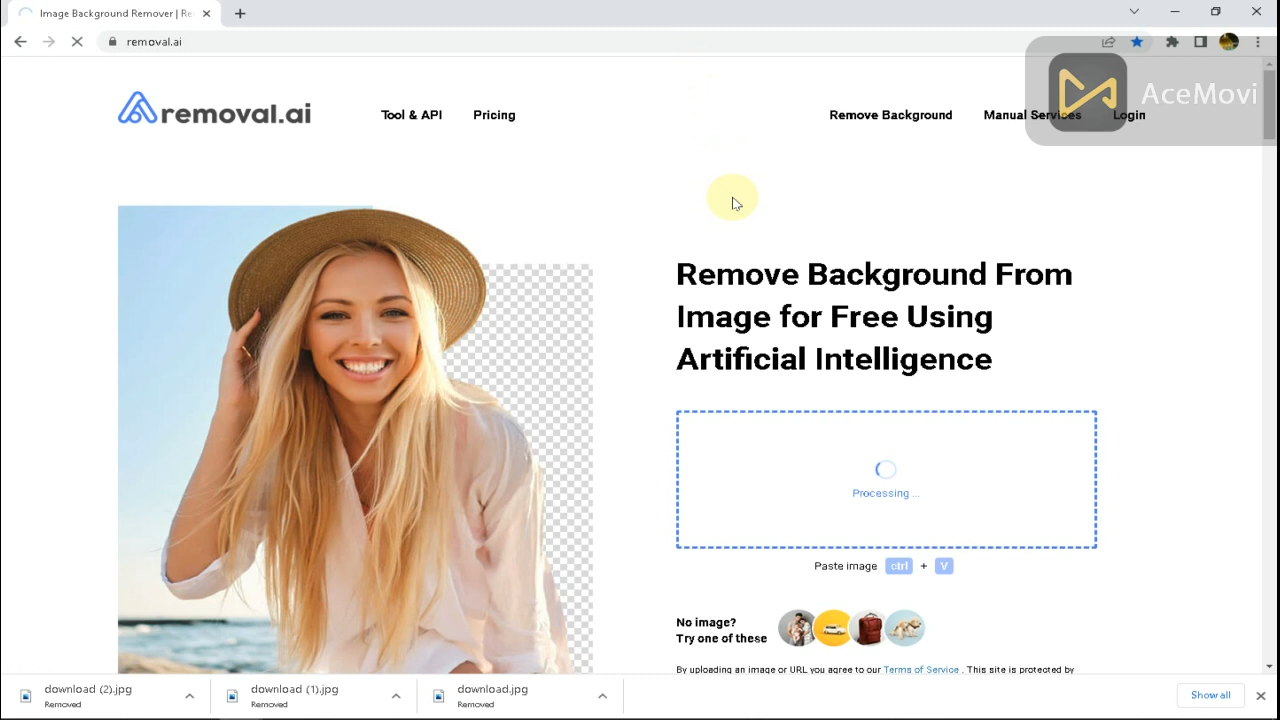 Image Background Remover | Re
removal.ai
AceMovi
removal.ai
Tool & API
Pricing
Remove Background
Manual Services
Login
Remove Background From
Image for Free Using
Artificial Intelligence
Processing ...
Paste image ctrl + V
No image?
Try one of these
By uploading an image or URL you agree to our Terms of Service . This site is protected by
download (2).jpg
Removed
download (1).jpg
Removed
download.jpg
Removed
Show all